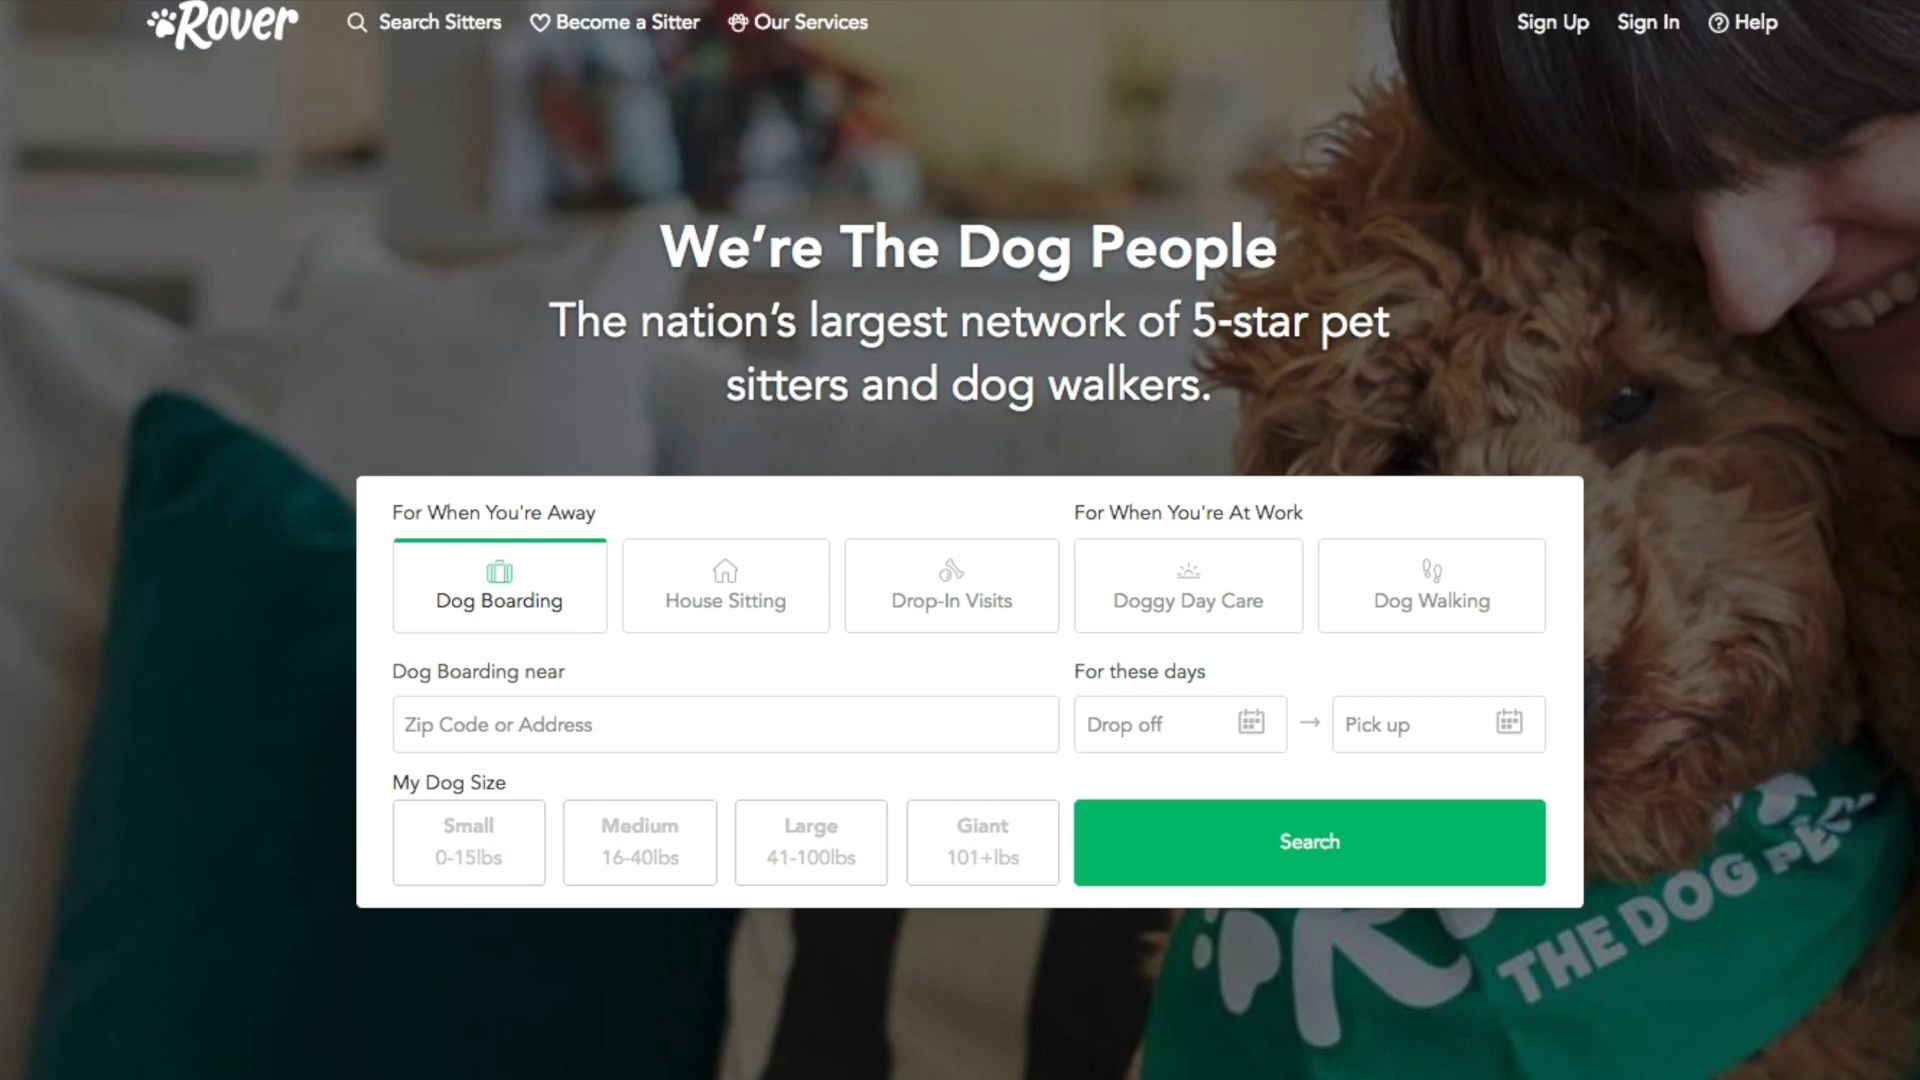 Rover
Search Sitters
Become a Sitter
Our Services
Sign Up
Sign In
Help
We're The Dog People
The nation's largest network of 5-star pet
sitters and dog walkers.
For When You're Away
Dog Boarding
House Sitting
Drop-In Visits
For When You're At Work
Doggy Day Care
Dog Walking
Dog Boarding near
Zip Code or Address
For these days
Drop off
Pick up
My Dog Size
Small
0-15lbs
Medium
16-40lbs
Large
41-100lbs
Giant
101+lbs
Search
THE DOG